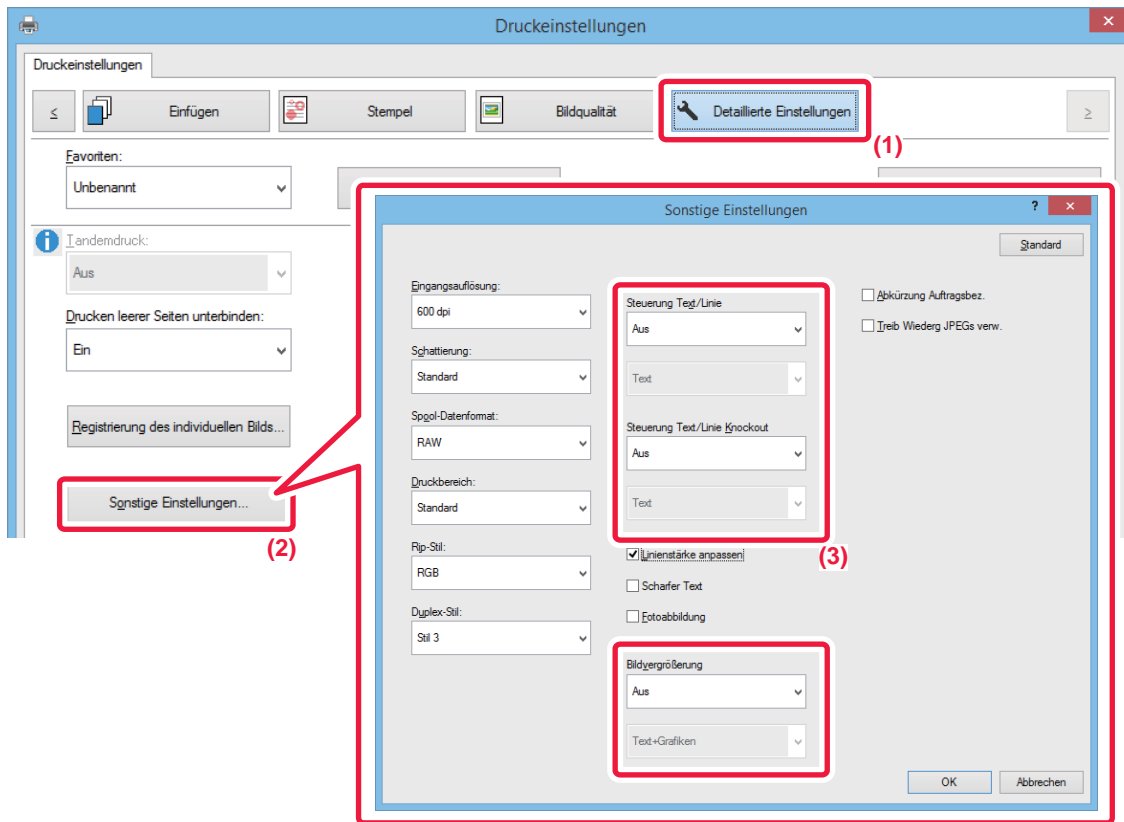 Druckeinstellungen
Druckeinstellungen
<
Einfügen
Stempel
Bildqualität
Detaillierte Einstellungen
>
(1)
Favoriten:
Unbenannt
Tandemdruck:
Aus
Drucken leerer Seiten unterbinden:
Ein
Registrierung des individuellen Bilds...
Sonstige Einstellungen...
(2)
Sonstige Einstellungen
?
Standard
Eingangsauflösung:
600 dpi
Schattierung:
Standard
Spool-Datenformat:
RAW
Druckbereich:
Standard
Rip-Stil:
RGB
Duplex-Stil:
Stil 3
Steuerung Text/Linie
Aus
Text
Steuerung Text/Linie Knockout
Aus
Text
(3)
Linienstärke anpassen
Scharfer Text
Fotoabbildung
Bildvergrößerung
Aus
Text+Grafiken
Abkürzung Auftragsbez.
Treib Wiederg JPEGs verw.
OK
Abbrechen